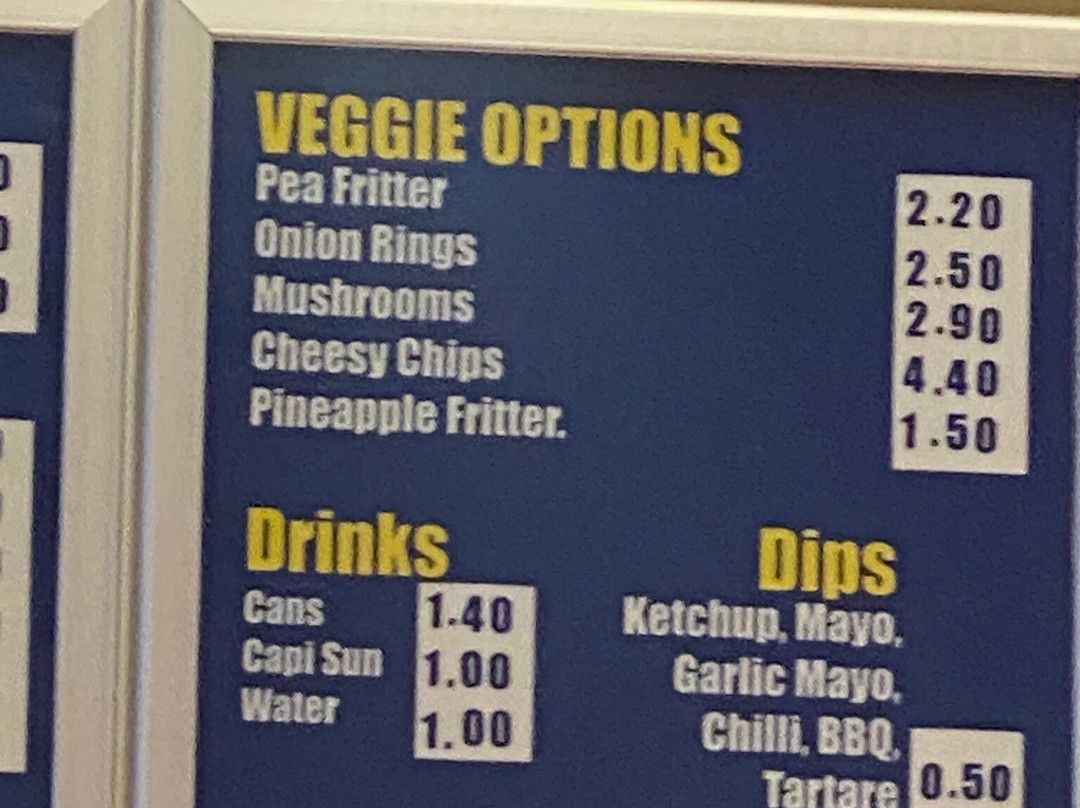 VEGGIE OPTIONS
Pea Fritter 2.20
Onion Rings 2.50
Mushrooms 2.90
Cheesy Chips 4.40
Pineapple Fritter. 1.50
Drinks
Cans 1.40
Capi Sun 1.00
Water 1.00
Dips
Ketchup, Mayo,
Garlic Mayo,
Chilli, BBQ,
Tartare 0.50